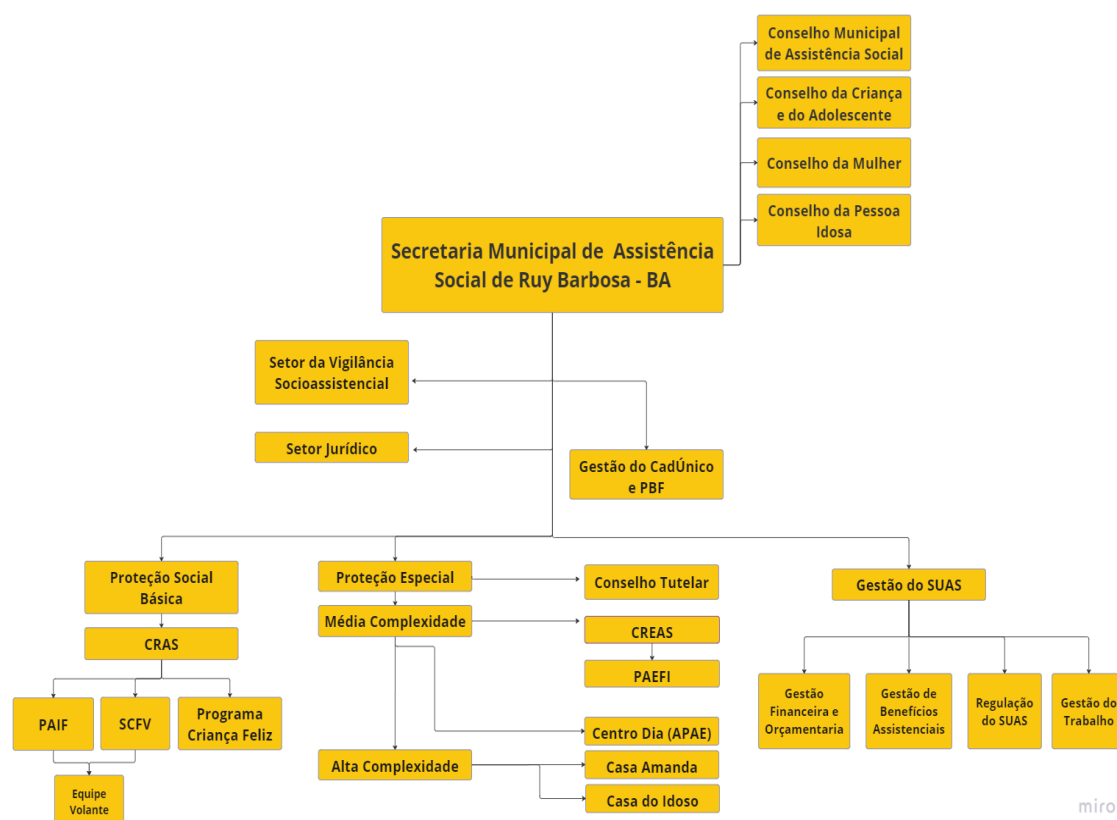 Conselho Municipal
de Assistência Social
Conselho da Criança
e do Adolescente
Conselho da Mulher
Conselho da Pessoa
Idosa
Secretaria Municipal de Assistência
Social de Ruy Barbosa - BA
Setor da Vigilância
Socioassistencial
Setor Jurídico
Gestão do CadÚnico
e PBF
Proteção Social
Básica
CRAS
PAIF
SCFV
Programa
Criança Feliz
Equipe
Volante
Proteção Especial
Conselho Tutelar
Média Complexidade
CREAS
PAEFI
Centro Dia (APAE)
Alta Complexidade
Casa Amanda
Casa do Idoso
Gestão do SUAS
Gestão
Financeira e
Orçamentaria
Gestão de
Benefícios
Assistenciais
Regulação
do SUAS
Gestão do
Trabalho
miro